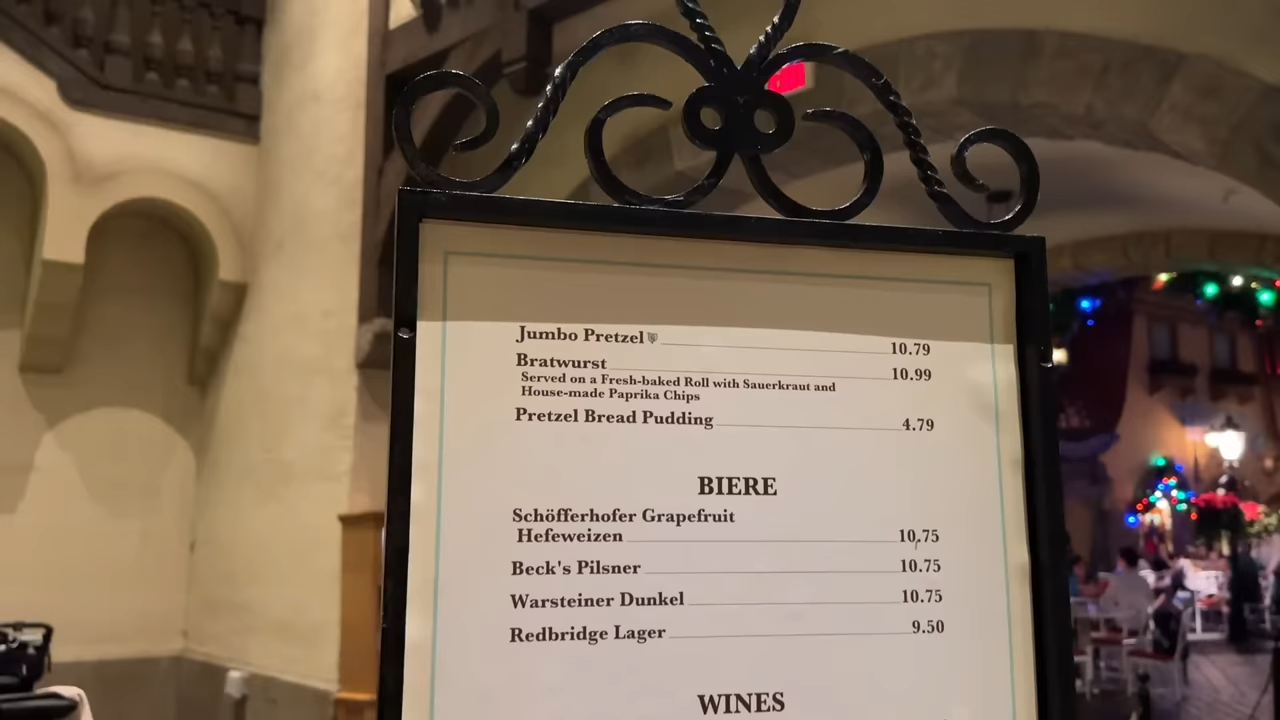 Jumbo Pretzel 10.79
Bratwurst 10.99
Served on a Fresh-baked Roll with Sauerkraut and
House-made Paprika Chips
Pretzel Bread Pudding 4.79
BIERE
Schöfferhofer Grapefruit
Hefeweizen 10.75
Beck's Pilsner 10.75
Warsteiner Dunkel 10.75
Redbridge Lager 9.50
WINES